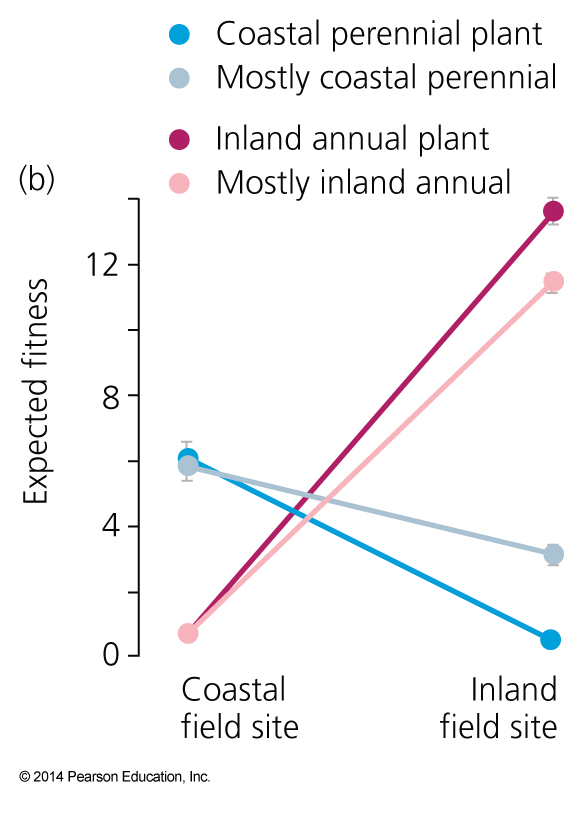 Coastal perennial plant
Mostly coastal perennial
Inland annual plant
Mostly inland annual
(b)
12
8
4
0
Expected fitness
Coastal
field site
Inland
field site
© 2014 Pearson Education, Inc.